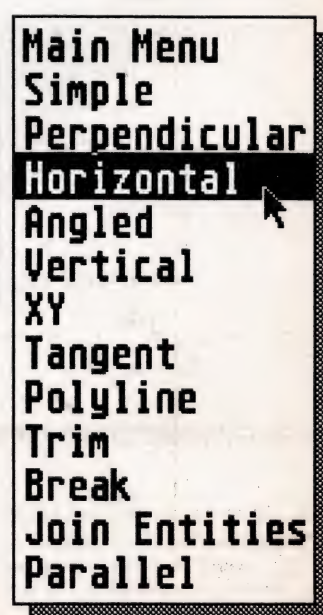 Main Menu
Simple
Perpendicular
Horizontal
Angled
Vertical
XY
Tangent
Polyline
Trim
Break
Join Entities
Parallel